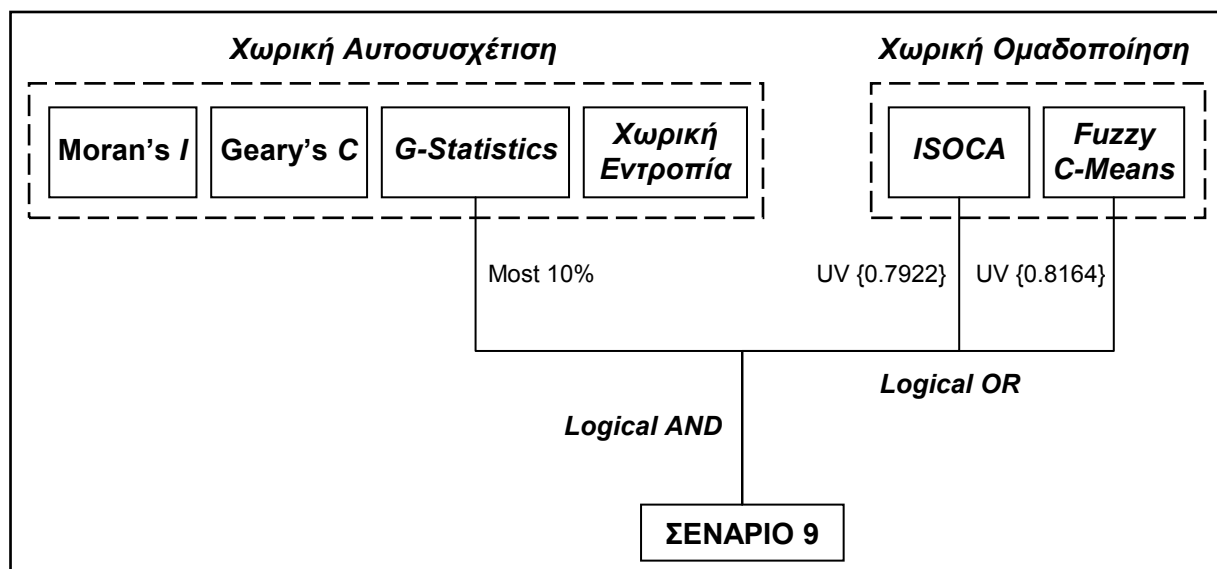 Χωρική Αυτοσυσχέτιση
Χωρική Ομαδοποίηση
Moran's I
Geary's C
G-Statistics
Χωρική
Εντροπία
ISOCA
Fuzzy
C-Means
Most 10%
UV {0.7922}
UV {0.8164}
Logical OR
Logical AND
ΣΕΝΑΡΙΟ 9